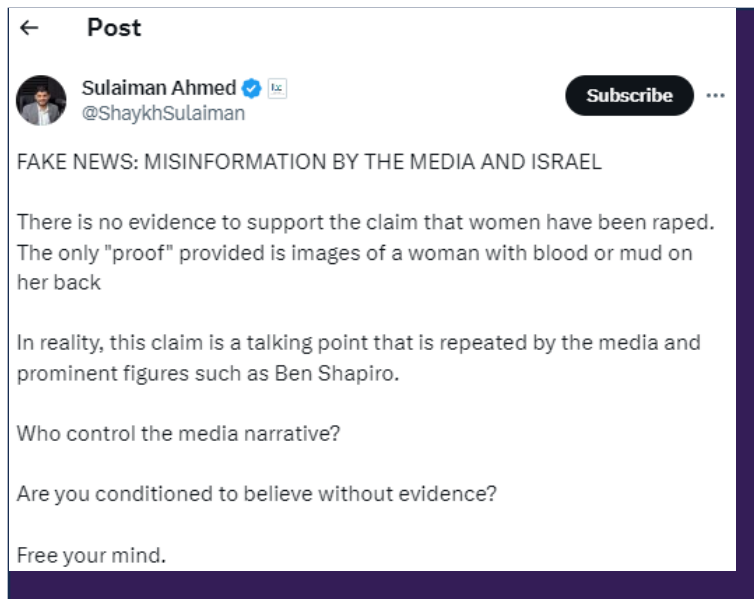 Post
Sulaiman Ahmed
@ShaykhSulaiman
Subscribe
FAKE NEWS: MISINFORMATION BY THE MEDIA AND ISRAEL
There is no evidence to support the claim that women have been raped.
The only "proof" provided is images of a woman with blood or mud on
her back
In reality, this claim is a talking point that is repeated by the media and
prominent figures such as Ben Shapiro.
Who control the media narrative?
Are you conditioned to believe without evidence?
Free your mind.